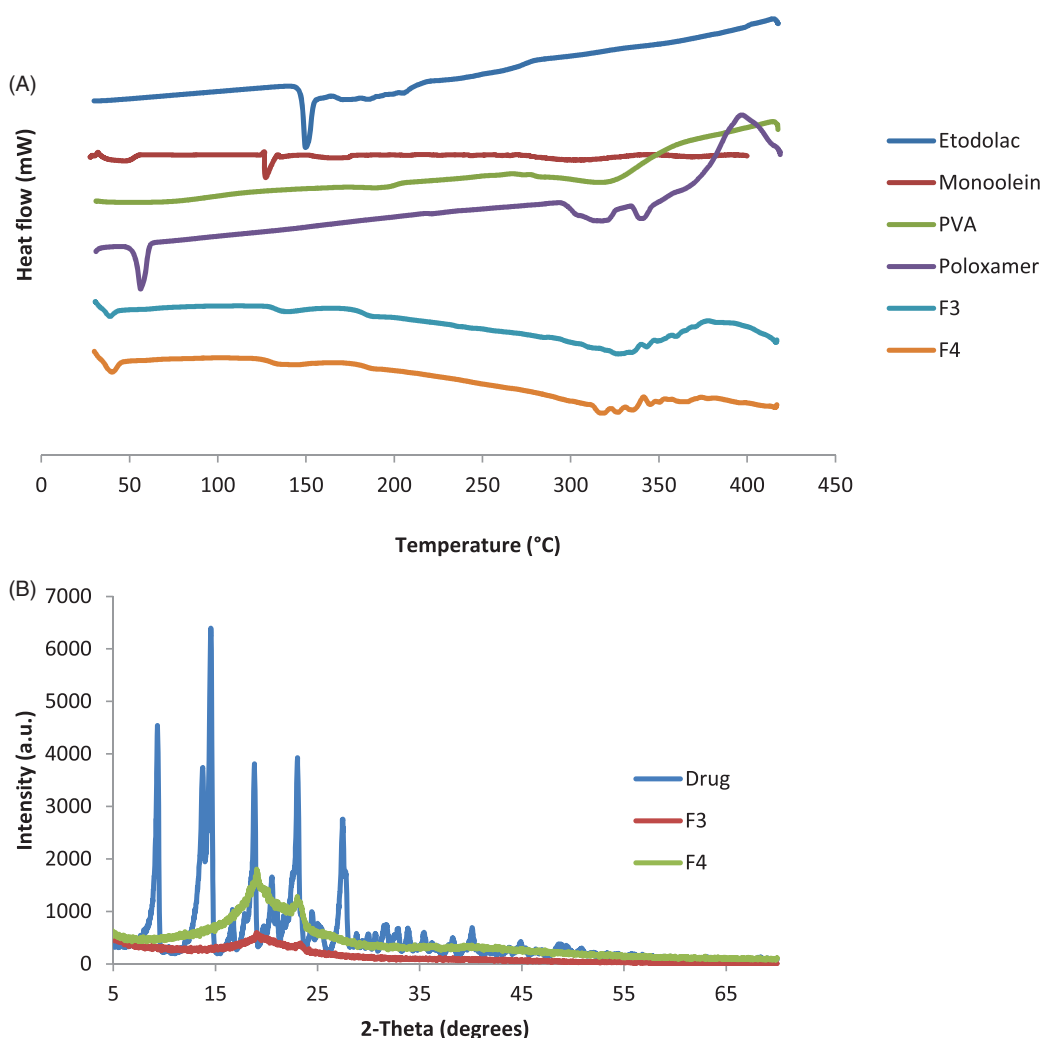 (A)
Heat flow (mW)
Etodolac
Monoolein
PVA
Poloxamer
F3
F4
0 50 100 150 200 250 300 350 400 450
Temperature (°C)
(B)
Intensity (a.u.)
7000
6000
5000
4000
3000
2000
1000
0
Drug
F3
F4
5 15 25 35 45 55 65
2-Theta (degrees)